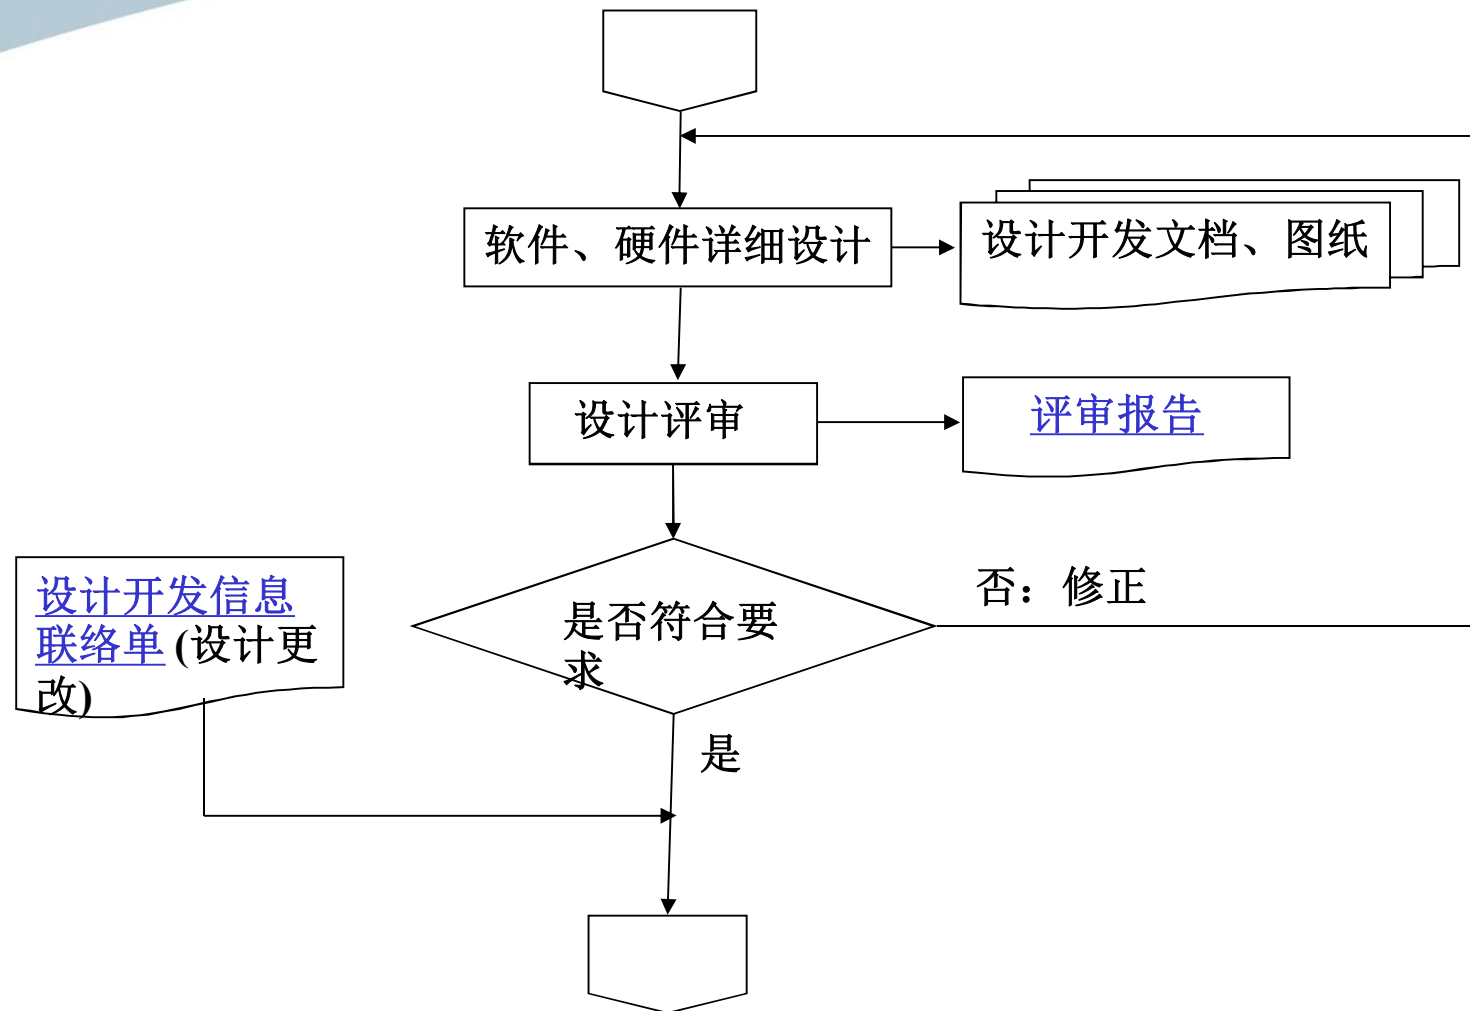 软件、硬件详细设计
设计开发文档、图纸
设计评审
评审报告
设计开发信息
联络单 (设计更
改)
是否符合要
求
否：修正
是